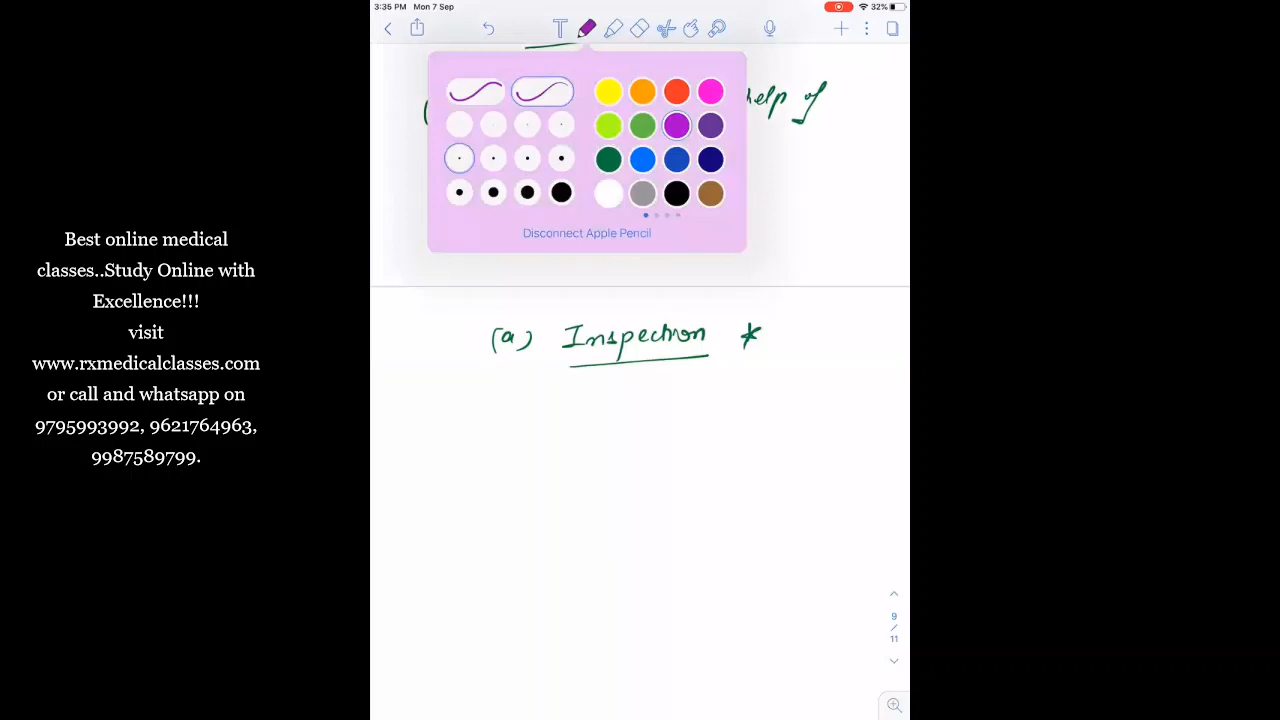 3:35 PM Mon 7 Sep
32%
T
help of
Disconnect Apple Pencil
(a) Inspection *
Best online medical
classes..Study Online with
Excellence!!!
visit
www.rxmedicalclasses.com
or call and whatsapp on
9795993992, 9621764963,
9987589799.
9
/
11